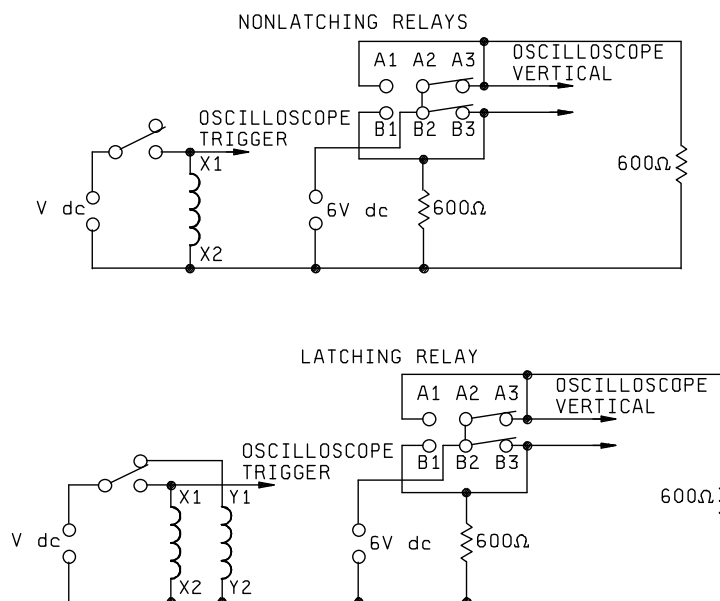 NONLATCHING RELAYS
A1 A2 A3
OSCILLOSCOPE
VERTICAL
OSCILLOSCOPE
TRIGGER
B1 B2 B3
X1
600Ω
V dc
6V dc
600Ω
X2
LATCHING RELAY
A1 A2 A3
OSCILLOSCOPE
VERTICAL
OSCILLOSCOPE
TRIGGER
B1 B2 B3
X1 Y1
600Ω
V dc
6V dc
600Ω
X2 Y2